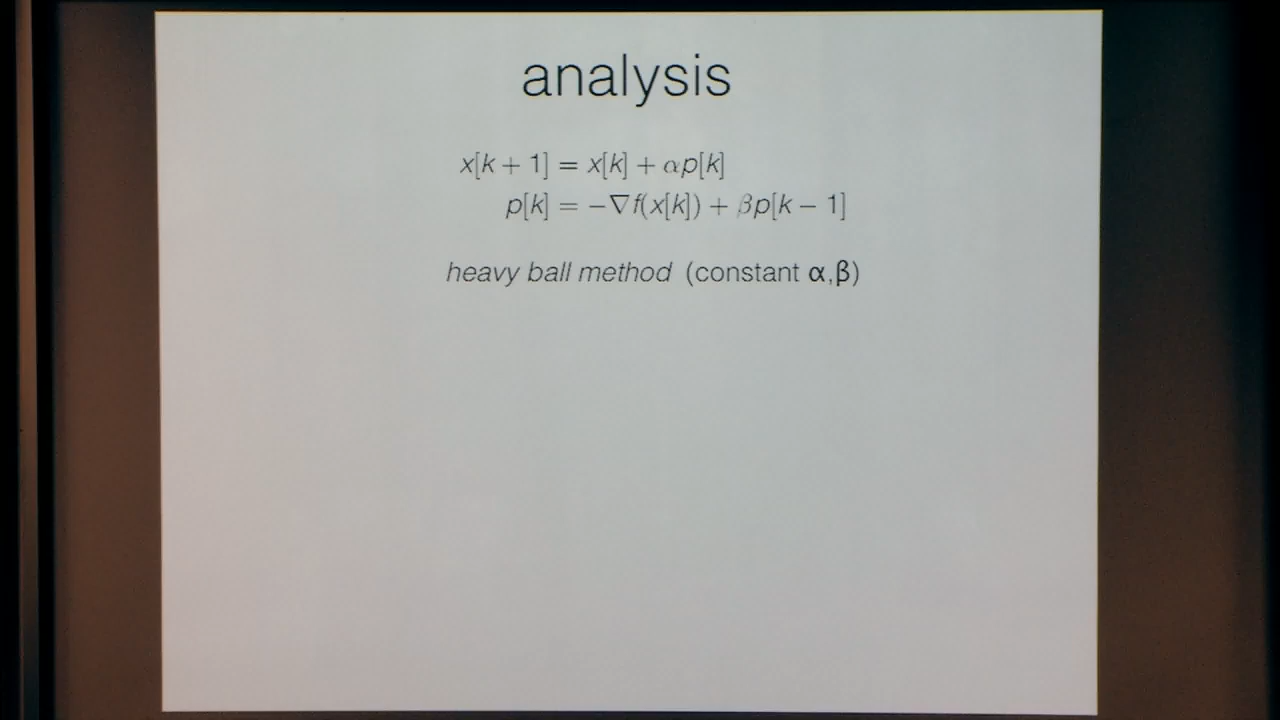 analysis
x[k + 1] = x[k] + αp[k]
p[k] = −∇f(x[k]) + βp[k − 1]
heavy ball method (constant α,β)